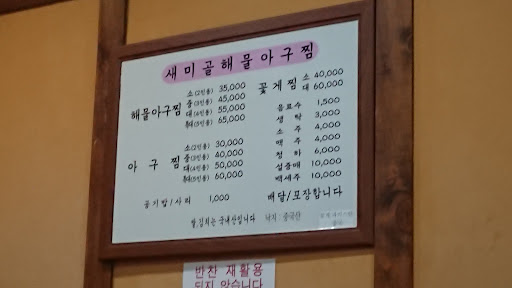 새미골해물아구찜
해물아구찜
소(2인용) 35,000
중(3인용) 45,000
대(4인용) 55,000
특대(5인용) 65,000
아구찜
소(2인용) 30,000
중(3인용) 40,000
대(4인용) 50,000
특대(5인용) 60,000
공기밥/사리 1,000
꽃게찜
소 40,000
대 60,000
음료수 1,500
생탁 3,000
소주 4,000
맥주 4,000
청하 6,000
설중매 10,000
백세주 10,000
배달/포장합니다
쌀,김치는 국내산입니다 낙지 : 중국산
반찬 재활용
되지 않습니다